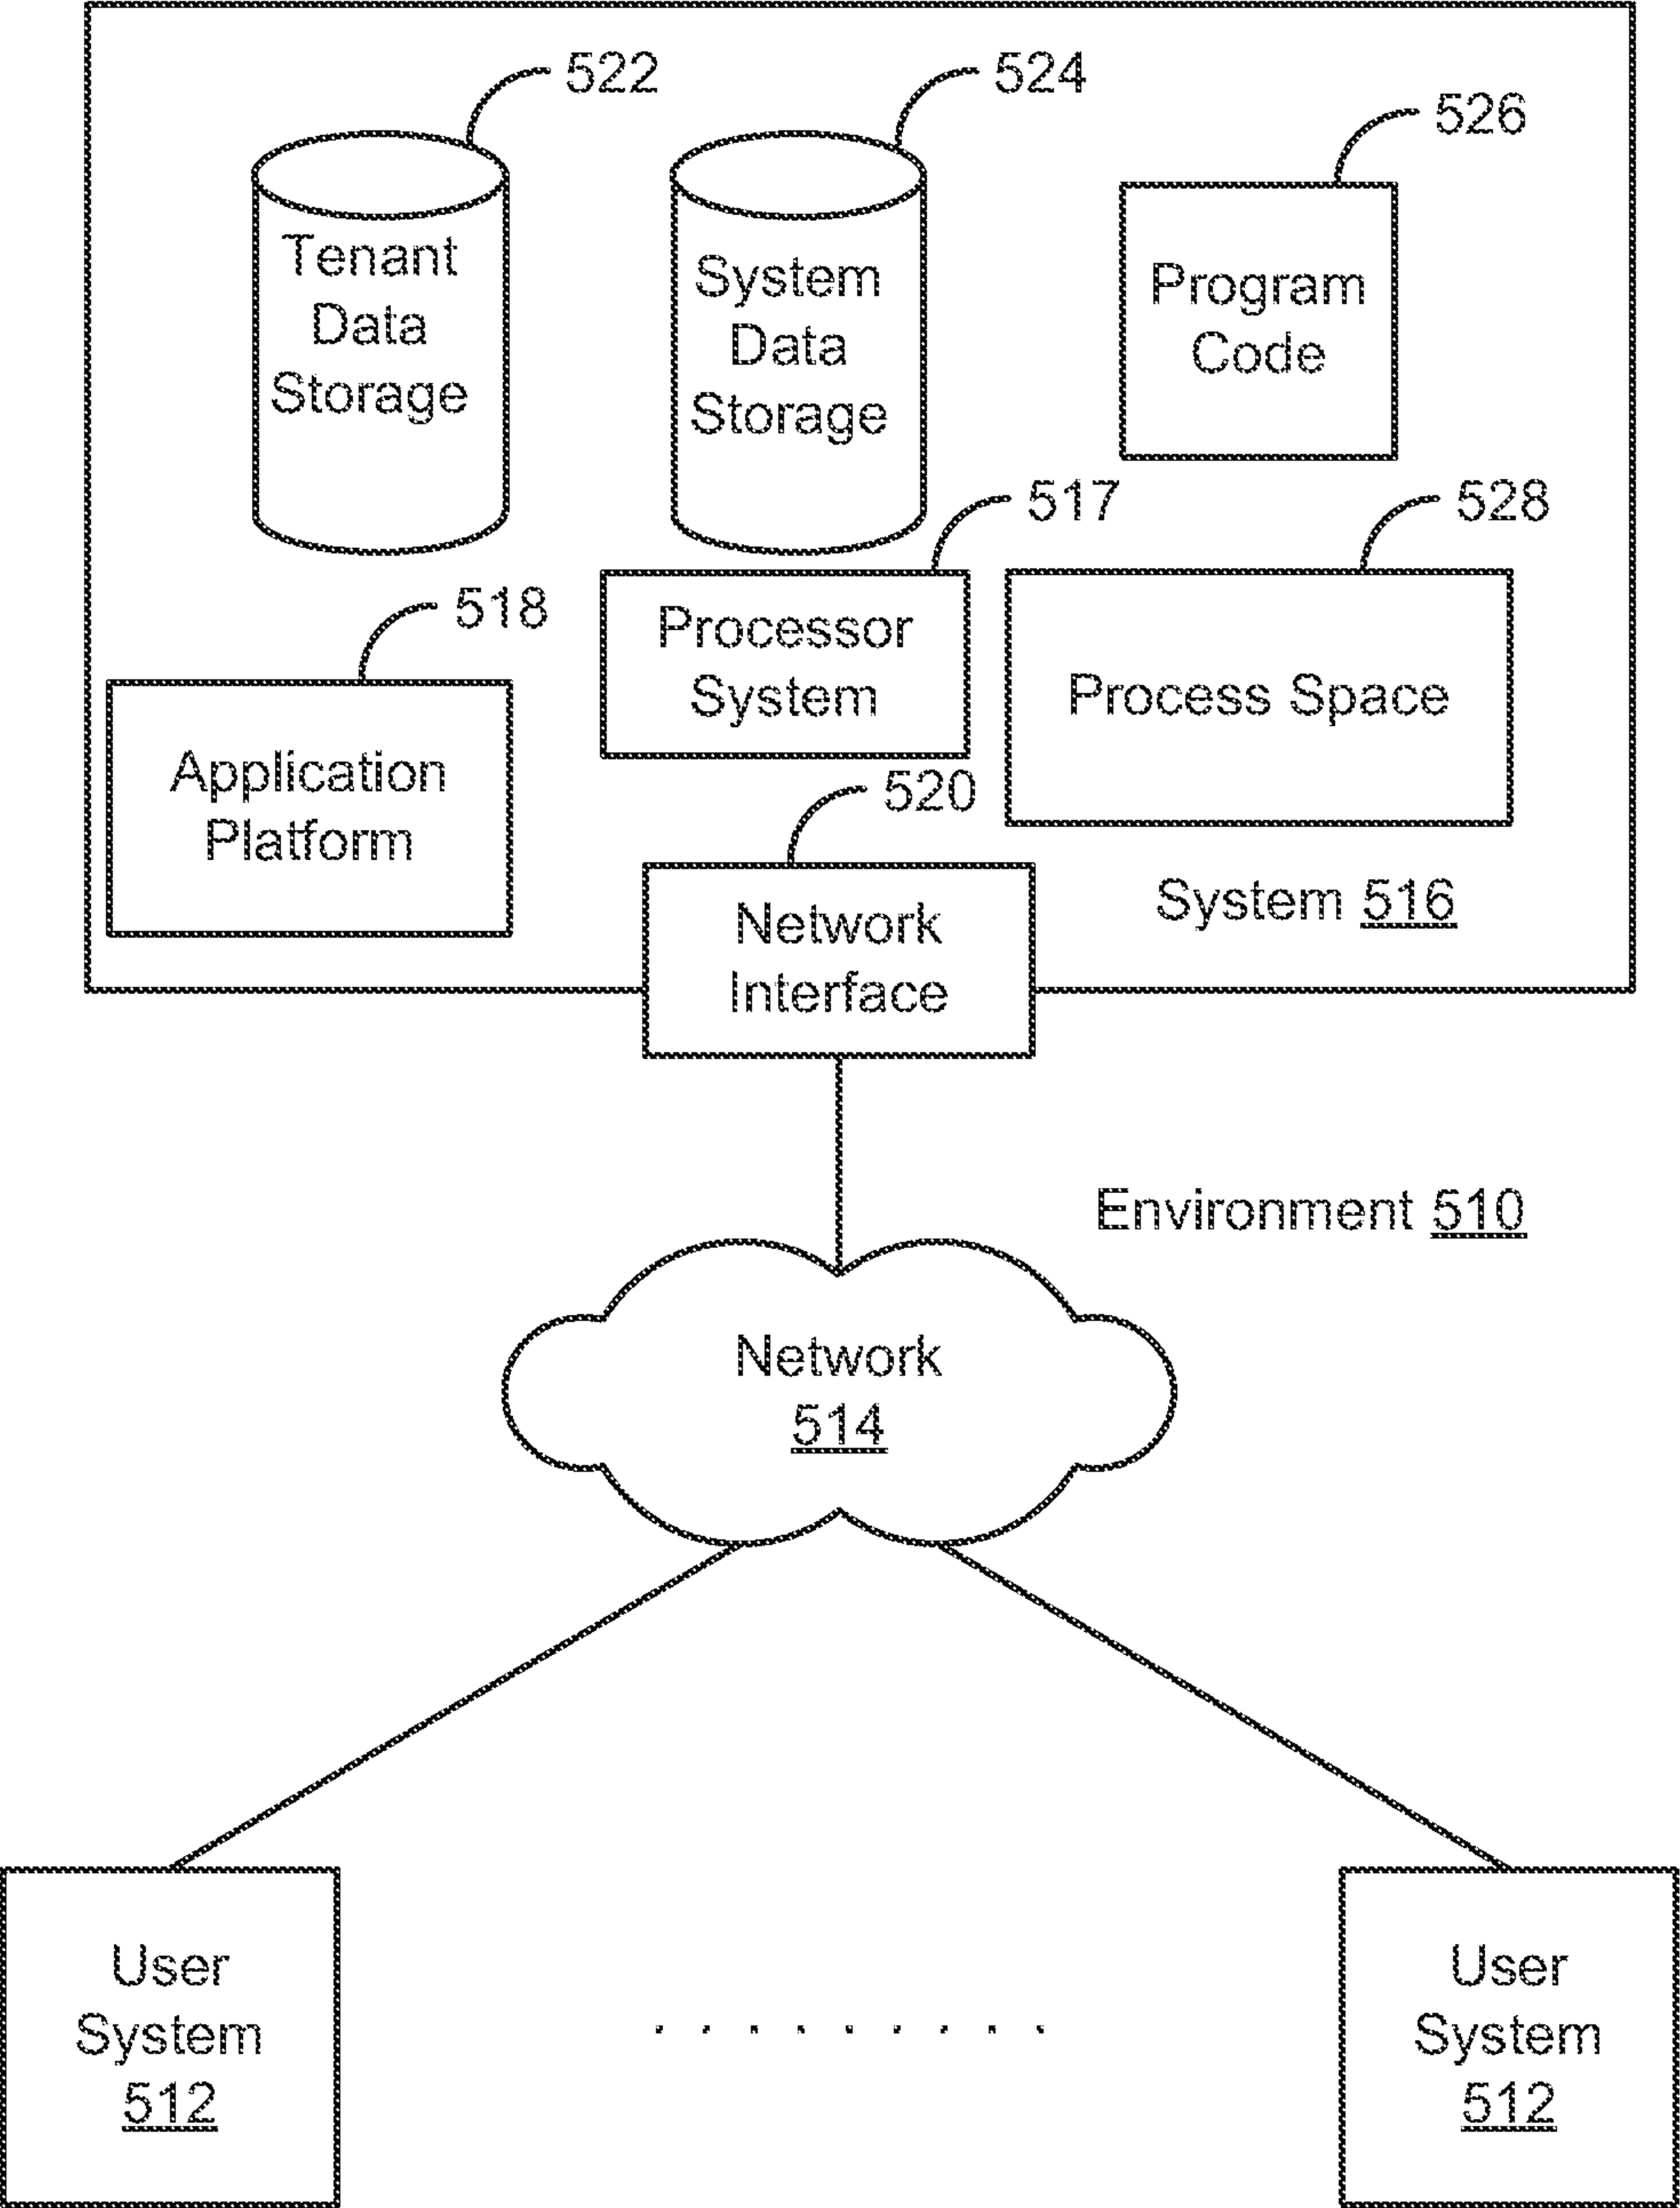 522
524
526
Tenant
Data
Storage
System
Data
Storage
Program
Code
517
528
518
Processor
System
Process Space
Application
Platform
520
Network
Interface
System 516
Environment 510
Network
514
User
System
512
. . . . . . . . .
User
System
512